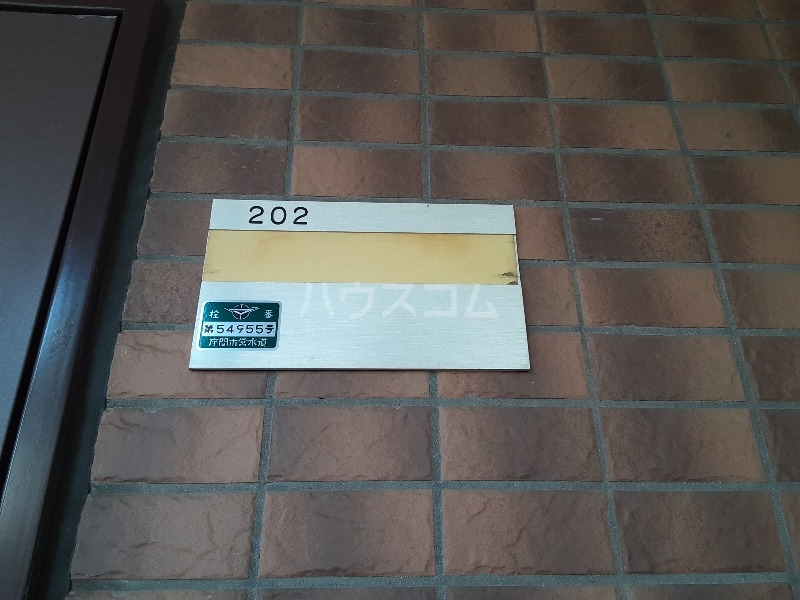 202
ハウスコム
栓 番
第54955号
座間市営水道